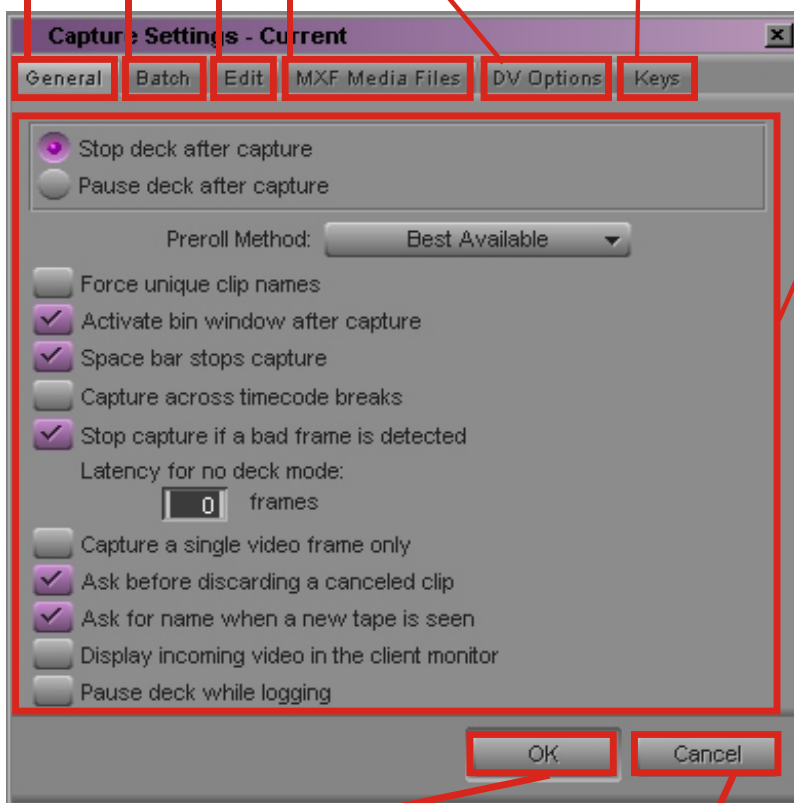 Capture Settings - Current
General Batch Edit MXF Media Files DV Options Keys
Stop deck after capture
Pause deck after capture
Preroll Method: Best Available
Force unique clip names
Activate bin window after capture
Space bar stops capture
Capture across timecode breaks
Stop capture if a bad frame is detected
Latency for no deck mode:
0 frames
Capture a single video frame only
Ask before discarding a canceled clip
Ask for name when a new tape is seen
Display incoming video in the client monitor
Pause deck while logging
OK Cancel